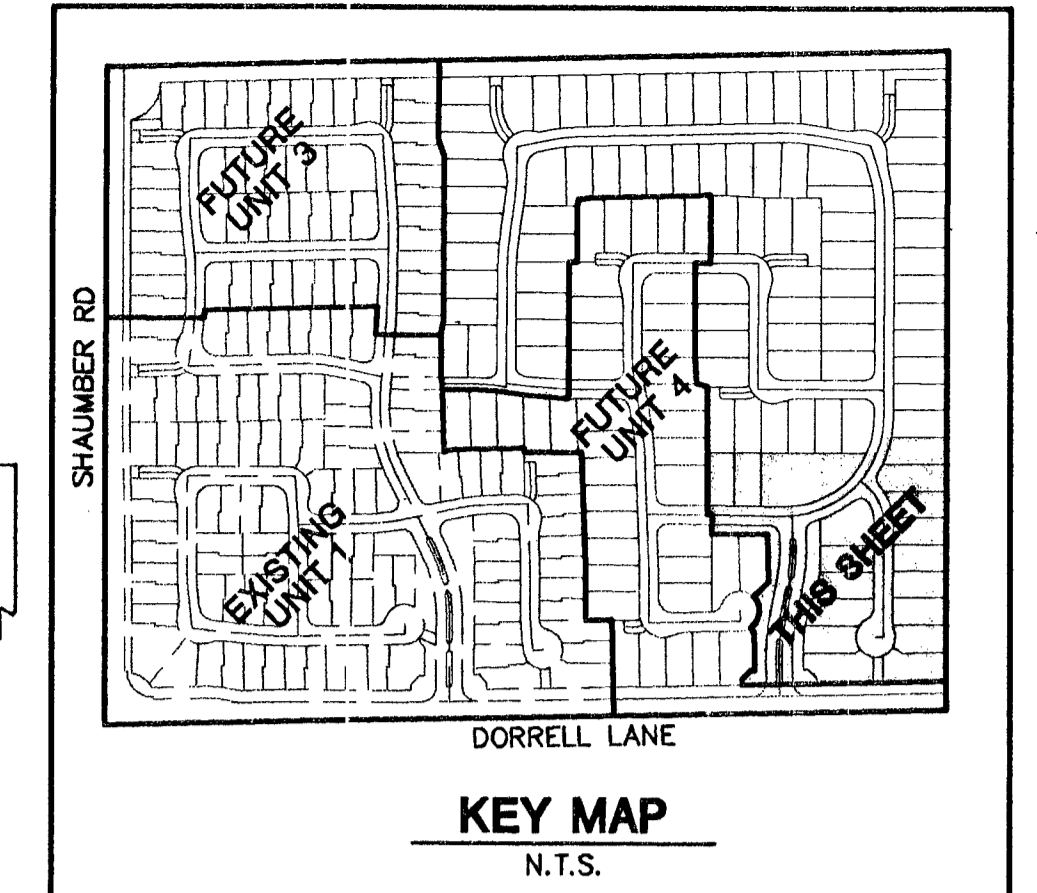 FUTURE
UNIT 3
SHAUMBER RD
FUTURE
UNIT 4
EXISTING
UNIT 1
THIS SHEET
DORRELL LANE
KEY MAP
N.T.S.